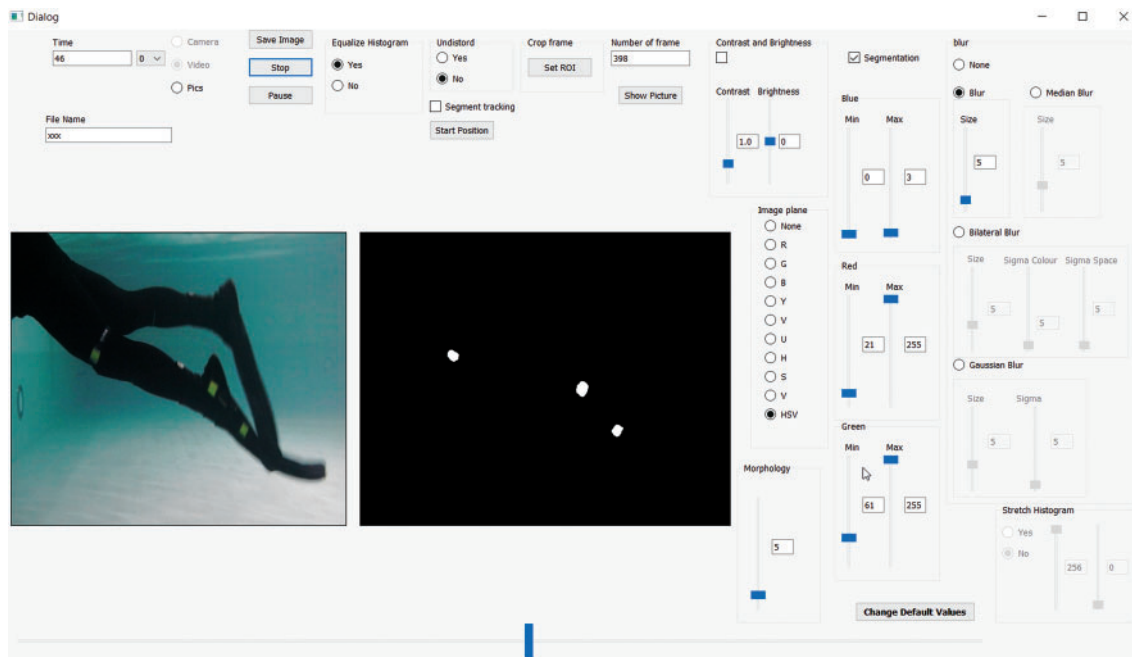 Dialog
Time
46
0
Camera
Video
Pics
Save Image
Stop
Pause
Equalize Histogram
Yes
No
Undistord
Yes
No
Segment tracking
Start Position
Crop frame
Set ROI
Number of frame
398
Show Picture
File Name
xxx
Contrast and Brightness
Contrast Brightness
1.0 0
Segmentation
Blue
Min Max
0 3
Red
Min Max
21 255
Green
Min Max
61 255
Image plane
None
R
G
B
Y
V
U
H
S
V
HSV
Morphology
5
blur
None
Blur
Size
5
Median Blur
Size
5
Bilateral Blur
Size Sigma Colour Sigma Space
5 5 5
Gaussian Blur
Size Sigma
5 5
Stretch Histogram
Yes
No
256 0
Change Default Values